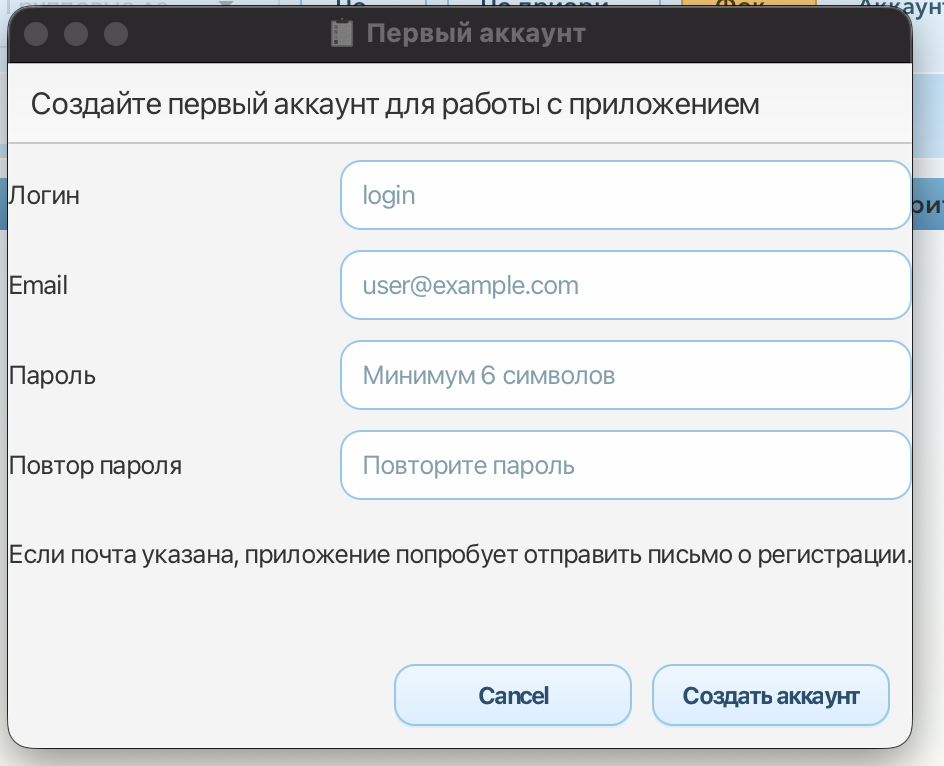 Первый аккаунт
Создайте первый аккаунт для работы с приложением
Логин
login
Email
user@example.com
Пароль
Минимум 6 символов
Повтор пароля
Повторите пароль
Если почта указана, приложение попробует отправить письмо о регистрации.
Cancel
Создать аккаунт